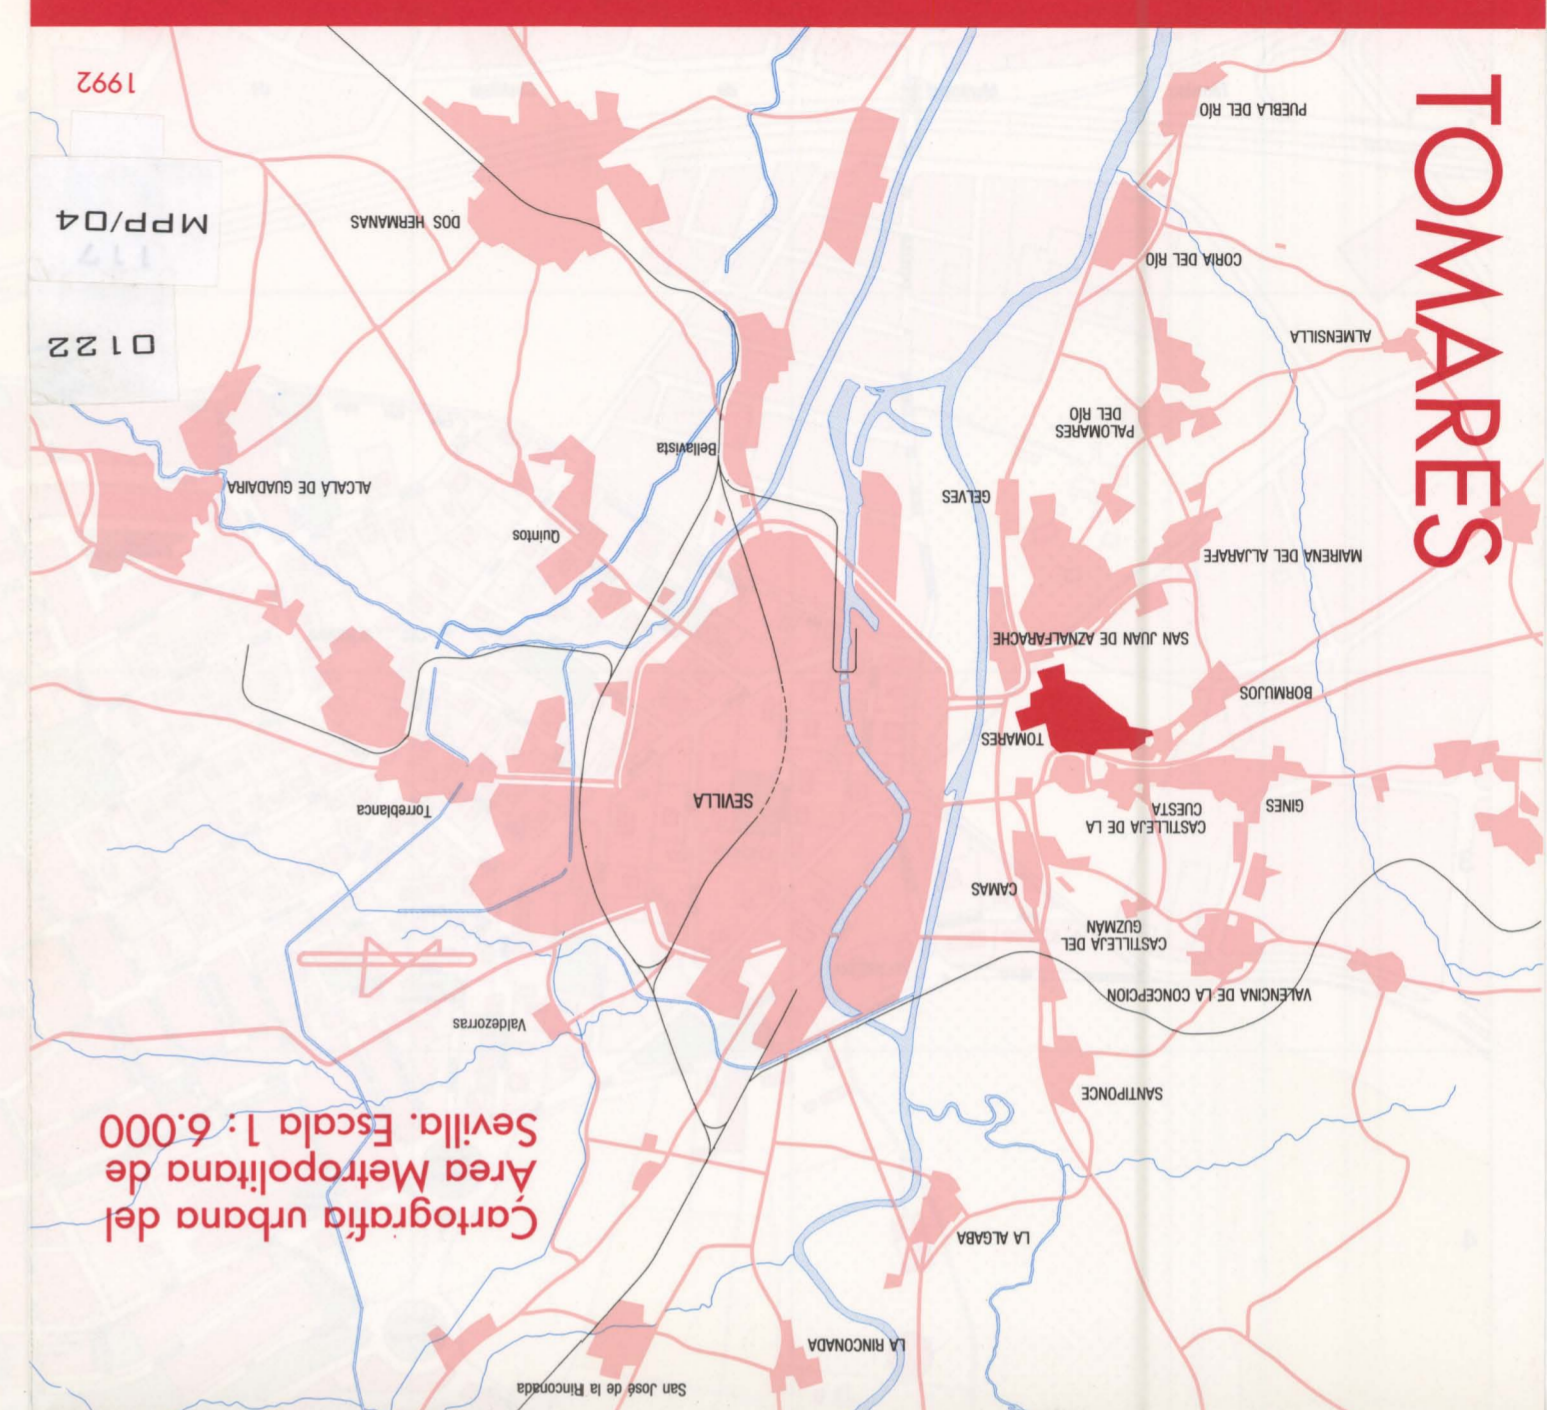 San José de la Rinconada
LA RINCONADA
LA ALGABA
Cartografía urbana del
Area Metropolitana de
Sevilla. Escala 1 : 6.000
SANTIPONCE
Valdezorras
VALENCINA DE LA CONCEPCION
CASTILLEJA DEL
GUZMÁN
CAMAS
CASTILLEJA DE LA
CUESTA
GINES
Torreblanca
SEVILLA
TOMARES
BORMUJOS
SAN JUAN DE AZNALFARACHE
MAIRENA DEL ALJARAFE
Quintos
GELVES
ALCALÁ DE GUADAIRA
Bellavista
PALOMARES
DEL RÍO
ALMENSILLA
0122
CORIA DEL RÍO
DOS HERMANAS
MPP/04
117
PUEBLA DEL RÍO
1992
TOMARES